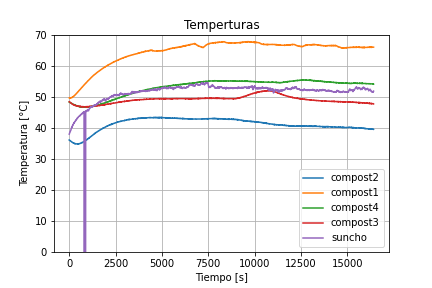 Temperturas
70
60
50
40
30
20
10
0
Temperatura [°C]
0 2500 5000 7500 10000 12500 15000
Tiempo [s]
compost2
compost1
compost4
compost3
suncho